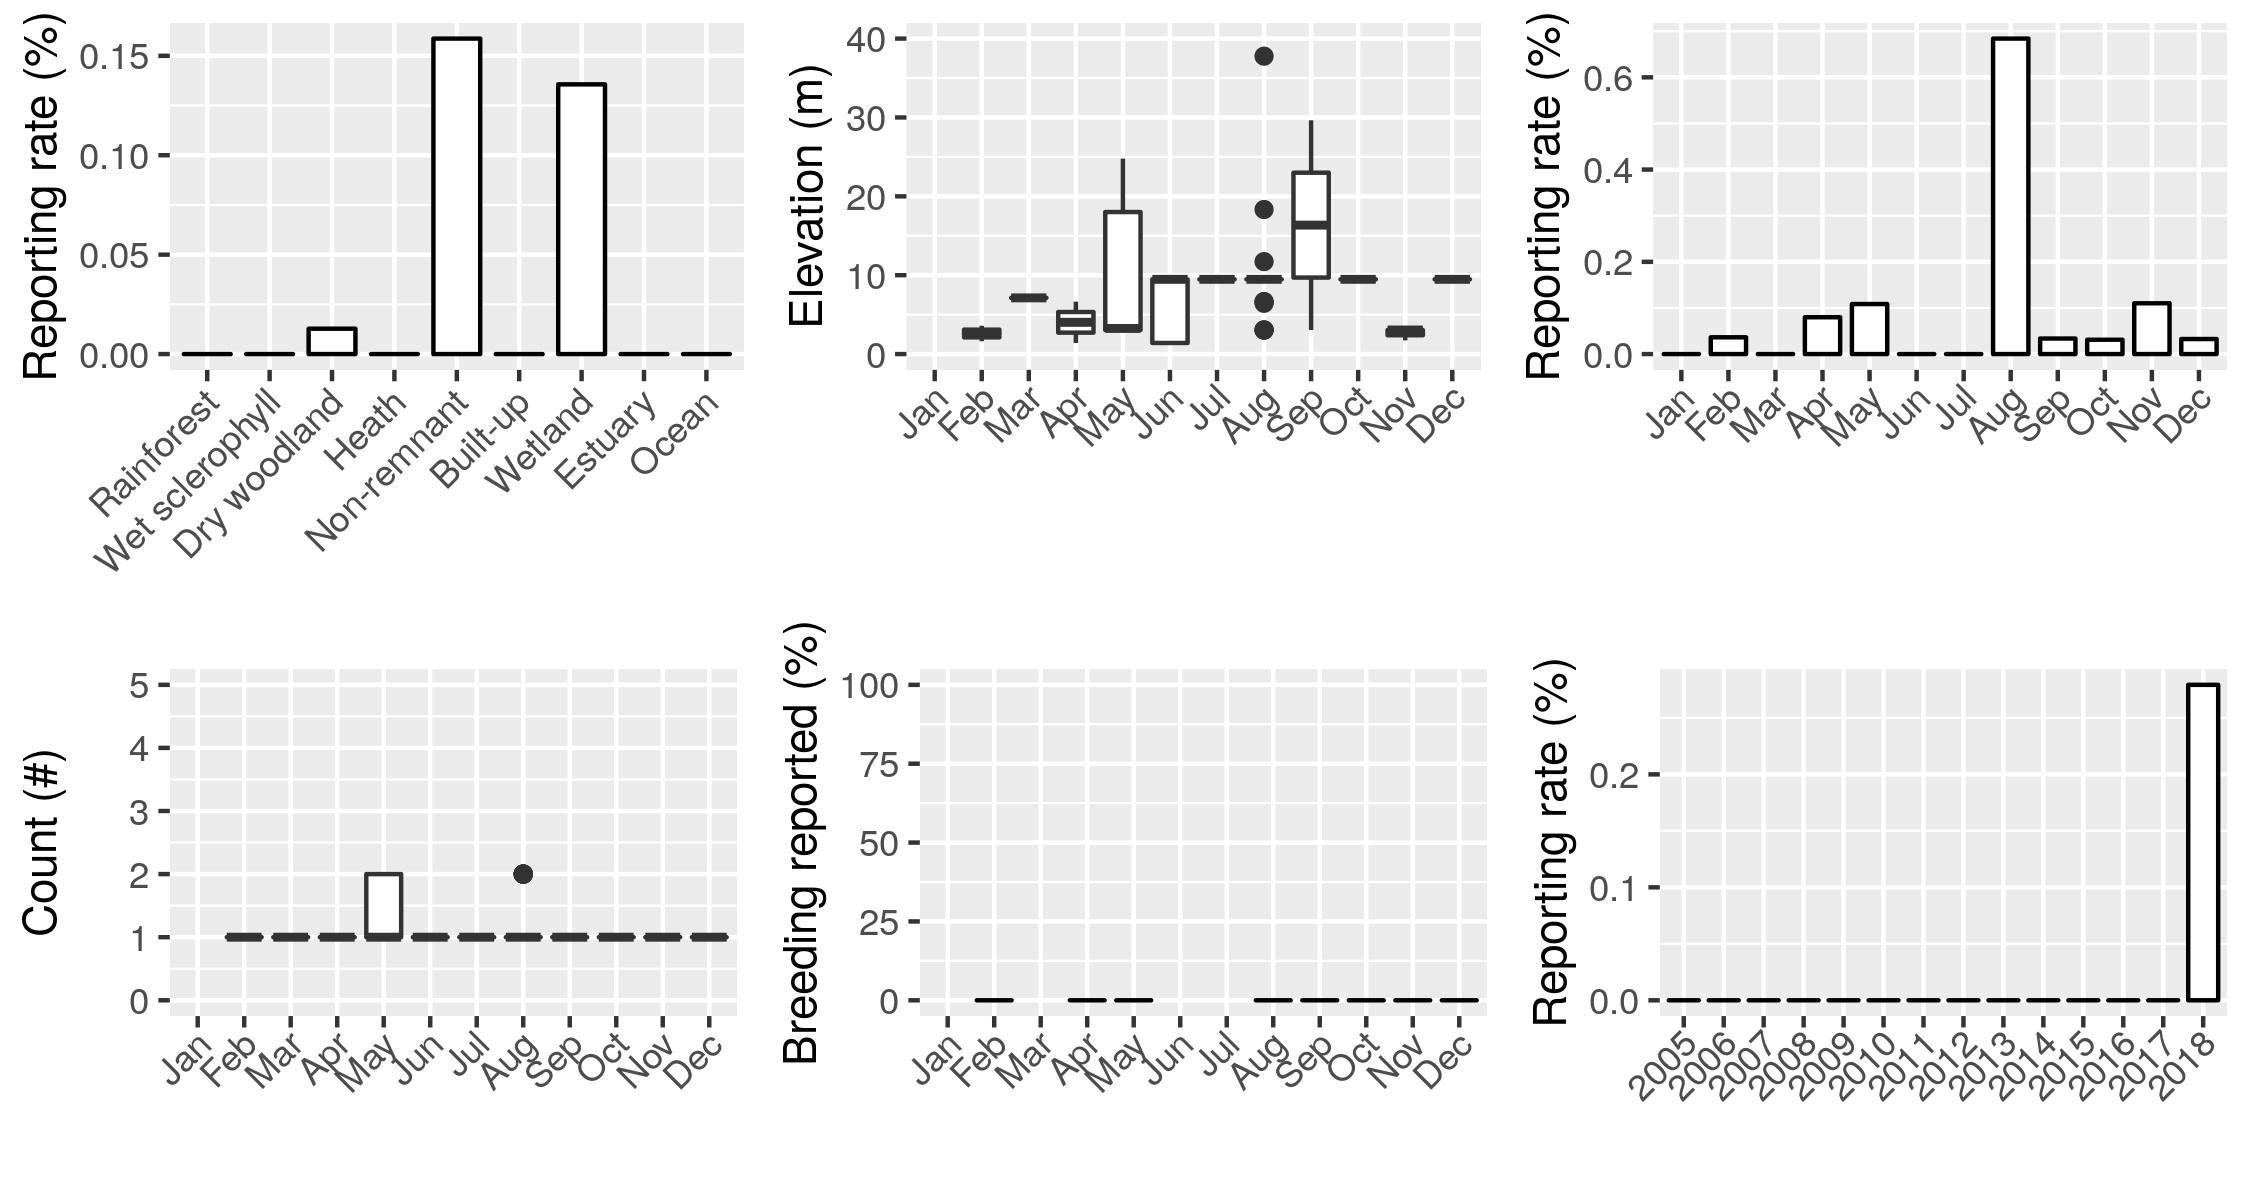 Reporting rate (%)
0.15
0.10
0.05
0.00
Rainforest
Wet sclerophyll
Dry woodland
Heath
Non-remnant
Built-up
Wetland
Estuary
Ocean
Elevation (m)
40
30
20
10
0
Jan Feb Mar Apr May Jun Jul Aug Sep Oct Nov Dec
Reporting rate (%)
0.6
0.4
0.2
0.0
Jan Feb Mar Apr May Jun Jul Aug Sep Oct Nov Dec
Count (#)
5
4
3
2
1
0
Jan Feb Mar Apr May Jun Jul Aug Sep Oct Nov Dec
Breeding reported (%)
100
75
50
25
0
Jan Feb Mar Apr May Jun Jul Aug Sep Oct Nov Dec
Reporting rate (%)
0.2
0.1
0.0
2005 2006 2007 2008 2009 2010 2011 2012 2013 2014 2015 2016 2017 2018